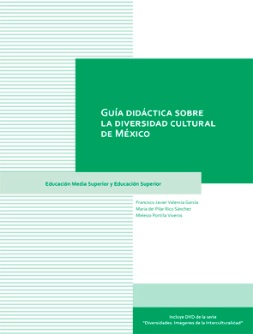 GUÍA DIDÁCTICA SOBRE
LA DIVERSIDAD CULTURAL
DE MÉXICO
Educación Media Superior y Educación Superior
Francisco Javier Valencia García
María del Pilar Rico Sánchez
Minerva Portilla Viveros
Incluye DVD de la serie
"Diversidades: Imágenes de la Interculturalidad"